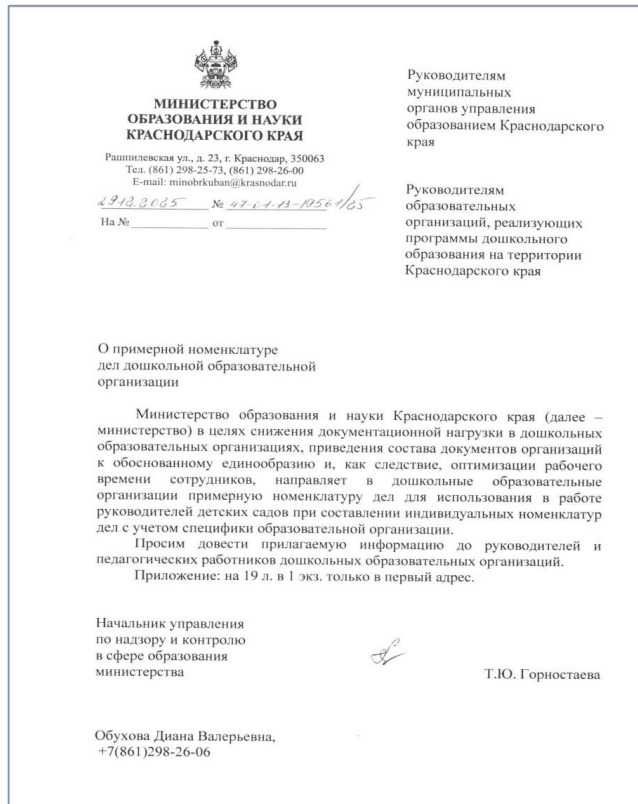 МИНИСТЕРСТВО
ОБРАЗОВАНИЯ И НАУКИ
КРАСНОДАРСКОГО КРАЯ
Рашпилевская ул., д. 23, г. Краснодар, 350063
Тел. (861) 298-25-73, (861) 298-26-00
E-mail: minobrkuban@krasnodar.ru
29.12.2025 № 47-01-13-19561/25
На № от
Руководителям
муниципальных
органов управления
образованием Краснодарского
края
Руководителям
образовательных
организаций, реализующих
программы дошкольного
образования на территории
Краснодарского края
О примерной номенклатуре
дел дошкольной образовательной
организации
Министерство образования и науки Краснодарского края (далее –
министерство) в целях снижения документационной нагрузки в дошкольных
образовательных организациях, приведения состава документов организаций
к обоснованному единообразию и, как следствие, оптимизации рабочего
времени сотрудников, направляет в дошкольные образовательные
организации примерную номенклатуру дел для использования в работе
руководителей детских садов при составлении индивидуальных номенклатур
дел с учетом специфики образовательной организации.
Просим довести прилагаемую информацию до руководителей и
педагогических работников дошкольных образовательных организаций.
Приложение: на 19 л. в 1 экз. только в первый адрес.
Начальник управления
по надзору и контролю
в сфере образования
министерства
Т.Ю. Горностаева
Обухова Диана Валерьевна,
+7(861)298-26-06